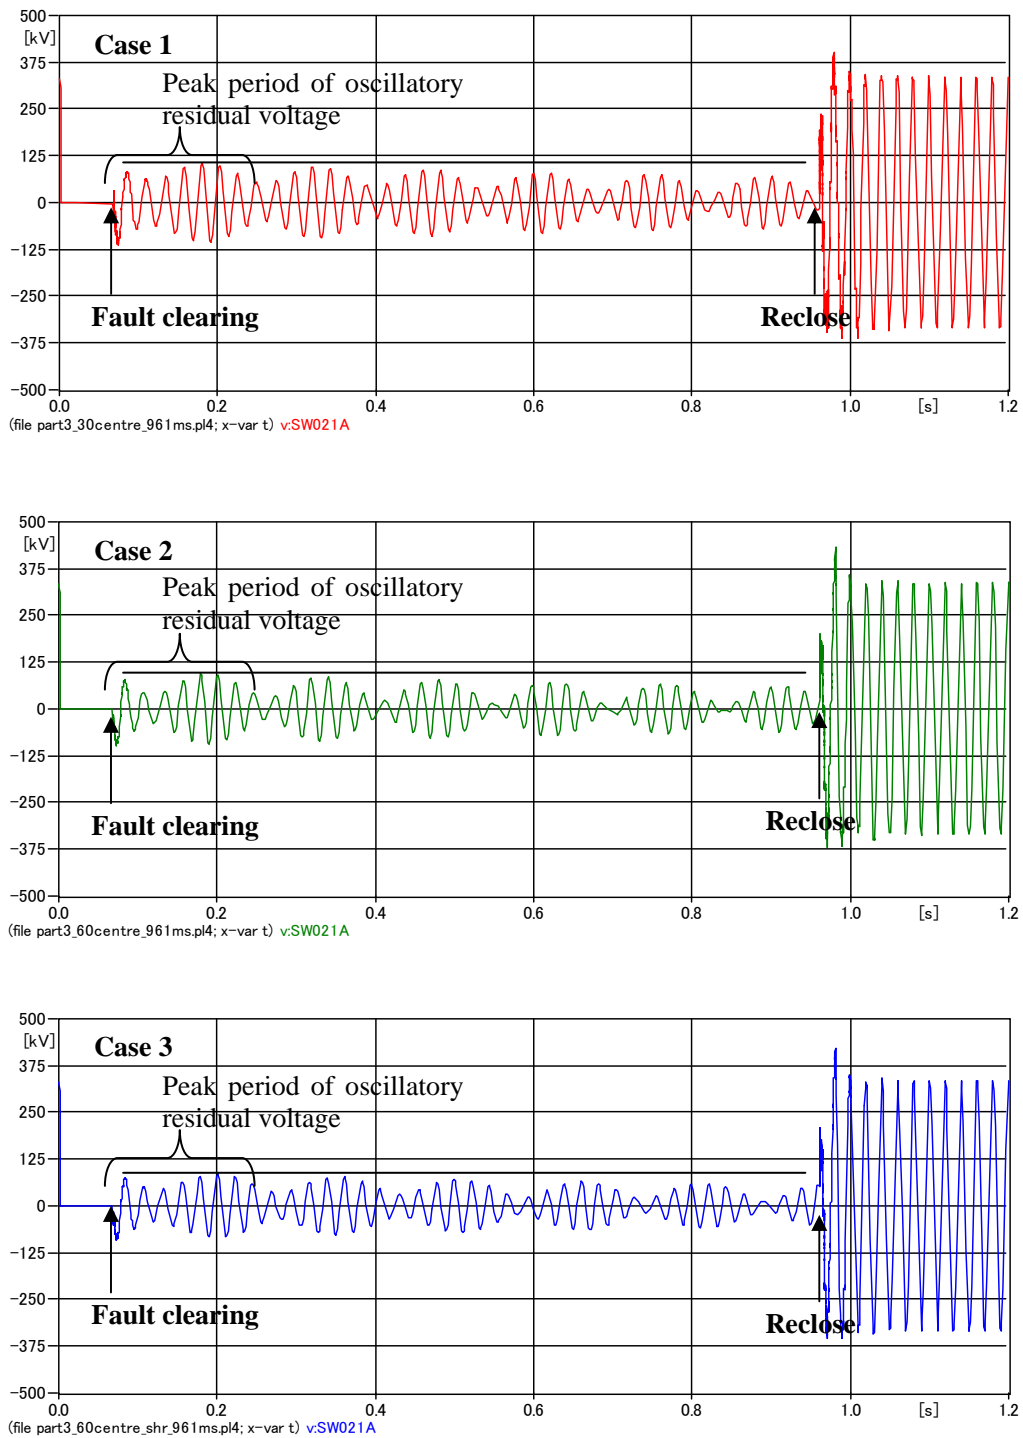 500
[kV]
Case 1
375
Peak period of oscillatory
residual voltage
250
125
0
-125
-250
Fault clearing
Reclose
-375
-500
0.0 0.2 0.4 0.6 0.8 1.0 [s] 1.2
(file part3_30centre_961ms.pl4; x-var t) v:SW021A
500
[kV]
Case 2
375
Peak period of oscillatory
residual voltage
250
125
0
-125
-250
Fault clearing
Reclose
-375
-500
0.0 0.2 0.4 0.6 0.8 1.0 [s] 1.2
(file part3_60centre_961ms.pl4; x-var t) v:SW021A
500
[kV]
Case 3
375
Peak period of oscillatory
residual voltage
250
125
0
-125
-250
Fault clearing
Reclose
-375
-500
0.0 0.2 0.4 0.6 0.8 1.0 [s] 1.2
(file part3_60centre_shr_961ms.pl4; x-var t) v:SW021A